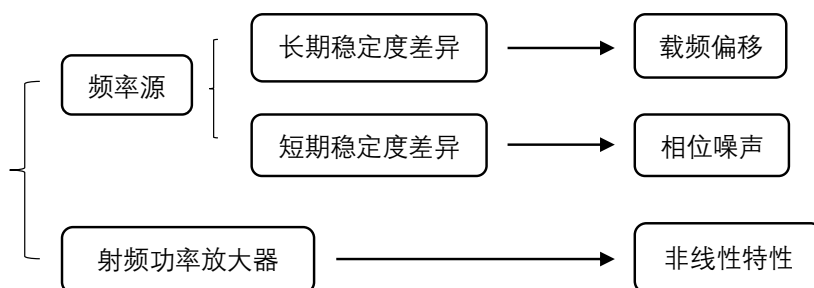 长期稳定度差异
载频偏移
频率源
短期稳定度差异
相位噪声
射频功率放大器
非线性特性